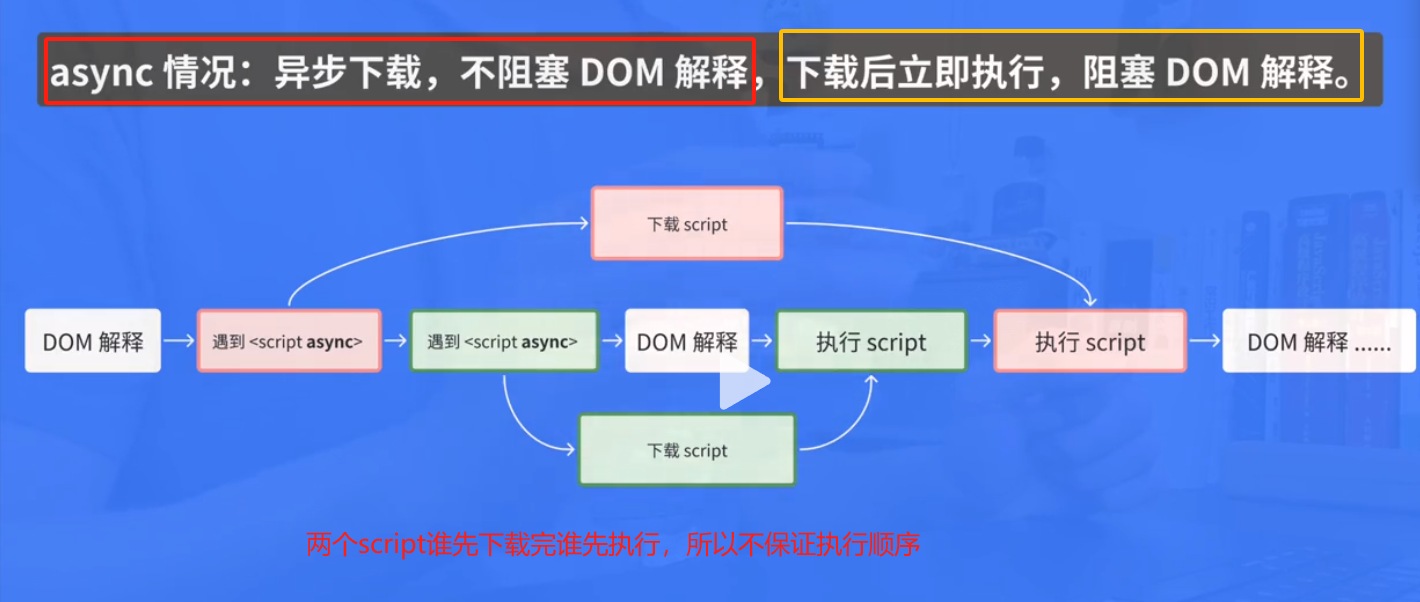 async 情况：异步下载，不阻塞 DOM 解释，下载后立即执行，阻塞 DOM 解释。
下载 script
DOM 解释
遇到 <script async>
遇到 <script async>
DOM 解释
执行 script
执行 script
DOM 解释 ......
下载 script
两个script谁先下载完谁先执行，所以不保证执行顺序